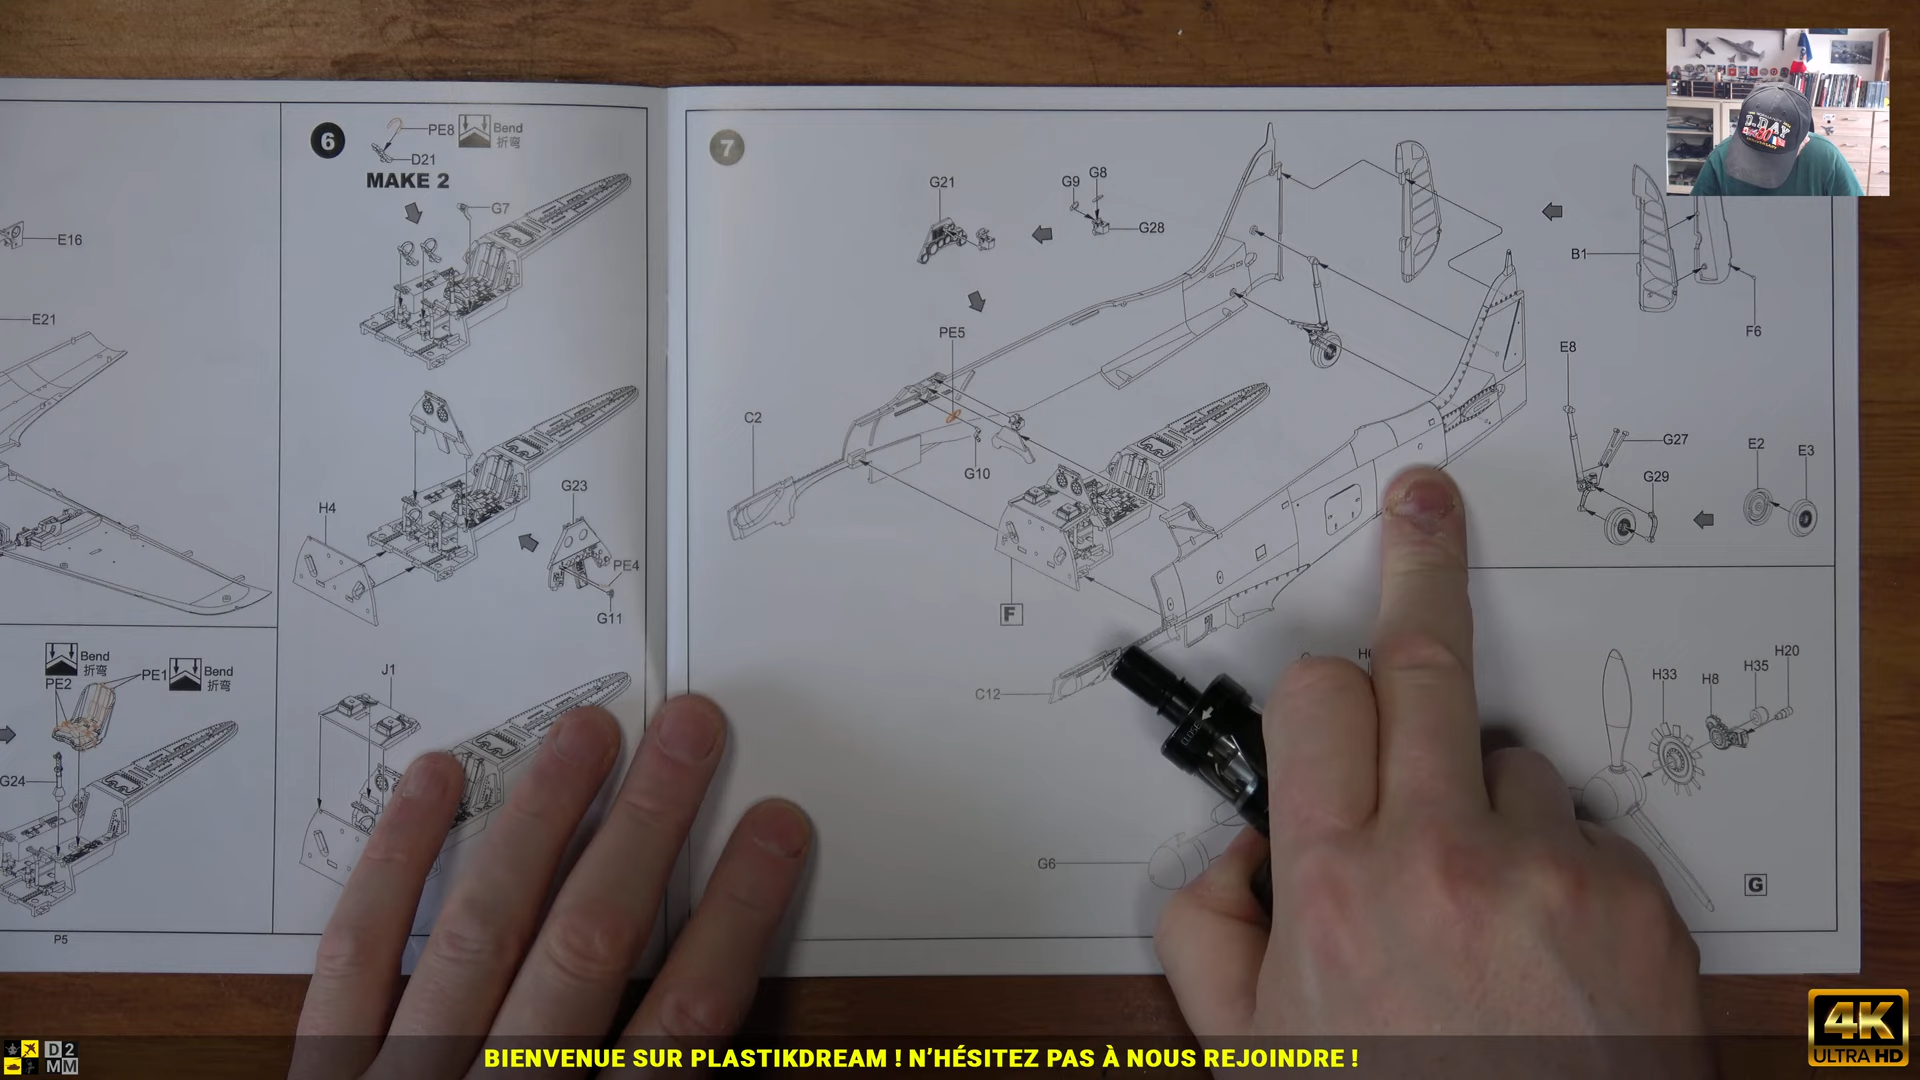 E16
E21
Bend
折弯
PE2
PE1
Bend
折弯
G24
P5
6
PE8
Bend
折弯
D21
MAKE 2
G7
H4
G23
PE4
G11
J1
7
G21
G9
G8
G28
PE5
C2
G10
F
C12
G6
B1
F6
E8
G27
G29
E2
E3
H33
H8
H35
H20
G
CLOSE
D-DAY
80
D2
MM
BIENVENUE SUR PLASTIKDREAM ! N’HÉSITEZ PAS À NOUS REJOINDRE !
4K
ULTRA HD